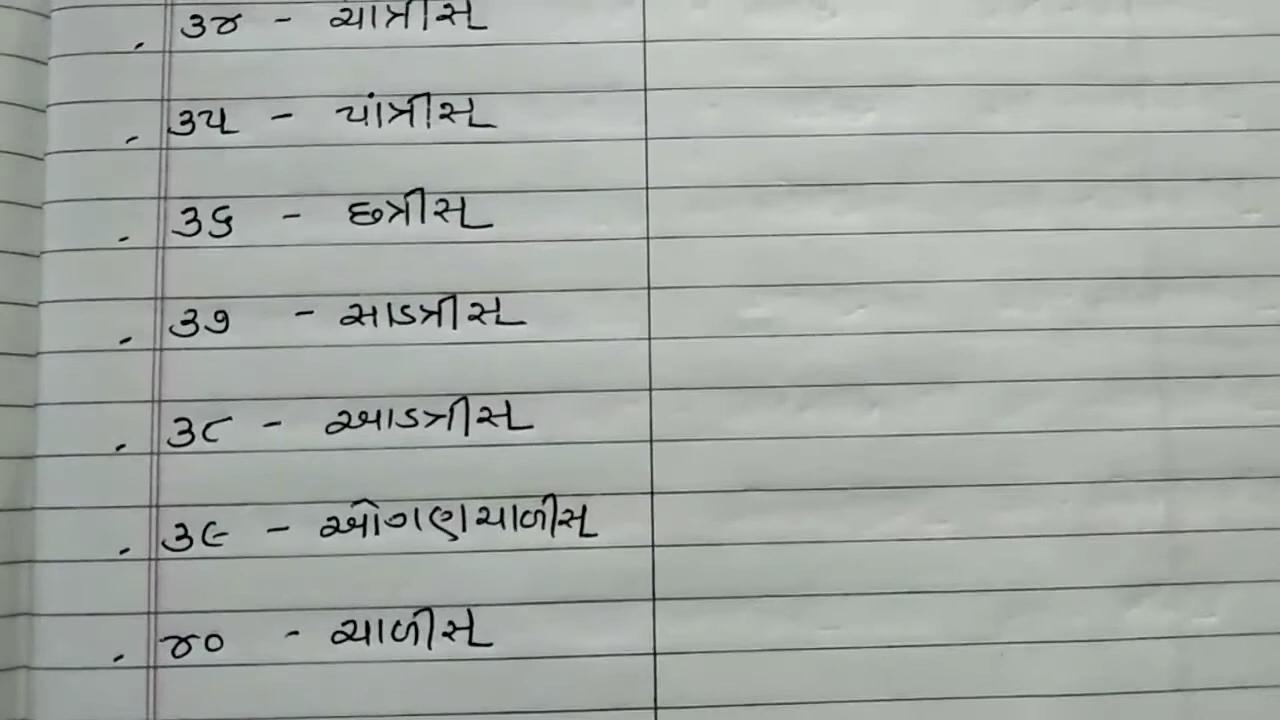 ૩૪ - ચોત્રીસ
૩૫ - પાંત્રીસ
૩૬ - છત્રીસ
૩૭ - સાડત્રીસ
૩૮ - આડત્રીસ
૩૯ - ઓગણચાળીસ
૪૦ - ચાળીસ